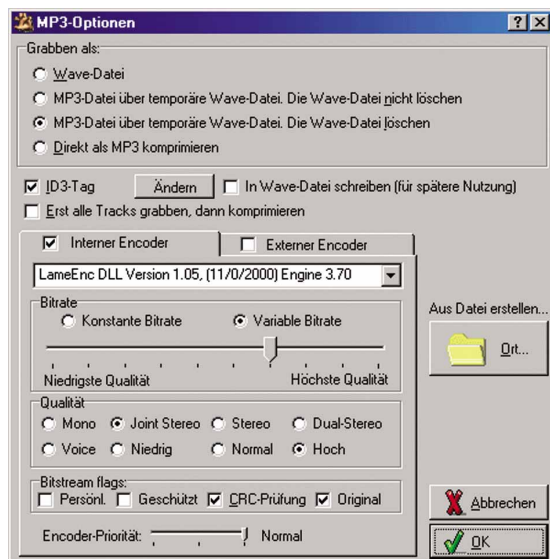 MP3-Optionen
Grabben als:
Wave-Datei
MP3-Datei über temporäre Wave-Datei. Die Wave-Datei nicht löschen
MP3-Datei über temporäre Wave-Datei. Die Wave-Datei löschen
Direkt als MP3 komprimieren
ID3-Tag Ändern In Wave-Datei schreiben (für spätere Nutzung)
Erst alle Tracks grabben, dann komprimieren
Interner Encoder Externer Encoder
LameEnc DLL Version 1.05, (11/0/2000) Engine 3.70
Bitrate
Konstante Bitrate Variable Bitrate
Niedrigste Qualität Höchste Qualität
Aus Datei erstellen...
Ort...
Qualität
Mono Joint Stereo Stereo Dual-Stereo
Voice Niedrig Normal Hoch
Bitstream flags:
Persönl. Geschützt CRC-Prüfung Original
Encoder-Priorität: Normal
Abbrechen
OK